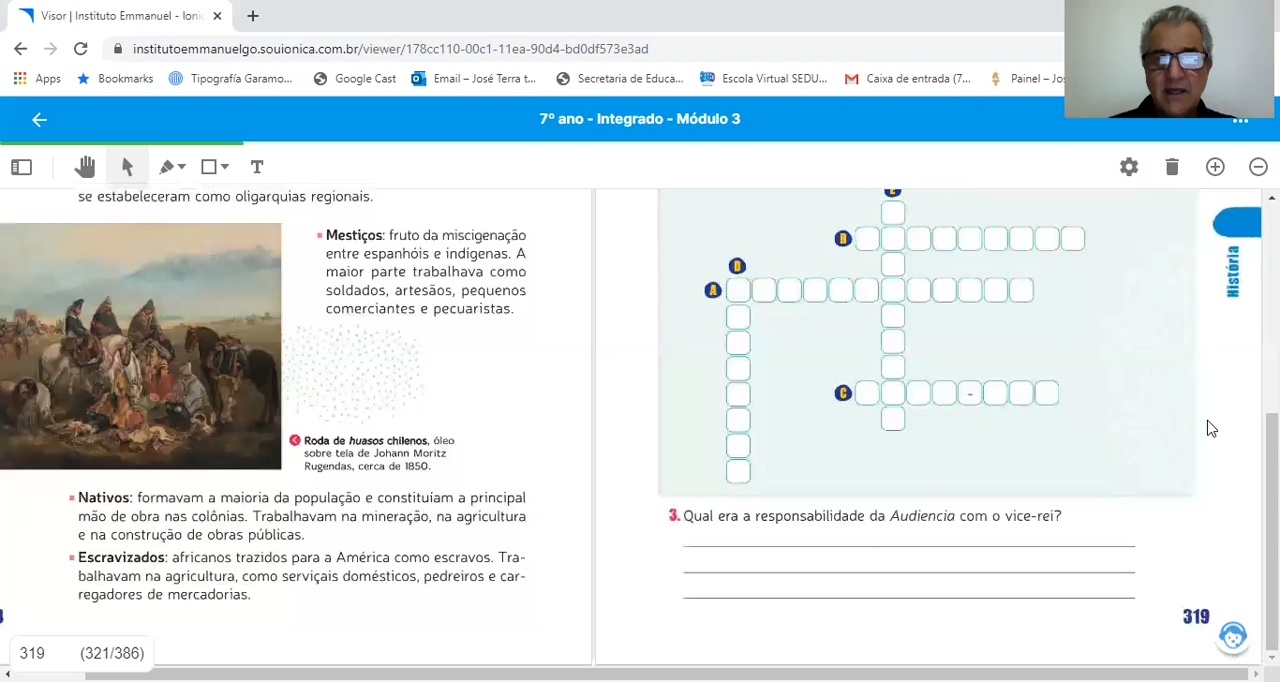 Visor | Instituto Emmanuel - Ionic
institutoemmanuelgo.souionica.com.br/viewer/178cc110-00c1-11ea-90d4-bd0df573e3ad
Apps Bookmarks Tipografía Garamo... Google Cast Email – José Terra t... Secretaria de Educa... Escola Virtual SEDU... Caixa de entrada (7... Painel – Jos
7º ano - Integrado - Módulo 3
T
se estabeleceram como oligarquias regionais.
Mestiços: fruto da miscigenação
entre espanhóis e indígenas. A
maior parte trabalhava como
soldados, artesãos, pequenos
comerciantes e pecuaristas.
Roda de huasos chilenos, óleo
sobre tela de Johann Moritz
Rugendas, cerca de 1850.
Nativos: formavam a maioria da população e constituíam a principal
mão de obra nas colônias. Trabalhavam na mineração, na agricultura
e na construção de obras públicas.
Escravizados: africanos trazidos para a América como escravos. Tra-
balhavam na agricultura, como serviçais domésticos, pedreiros e car-
regadores de mercadorias.
319 (321/386)
E
B
D
A
C -
3. Qual era a responsabilidade da Audiencia com o vice-rei?
319
História